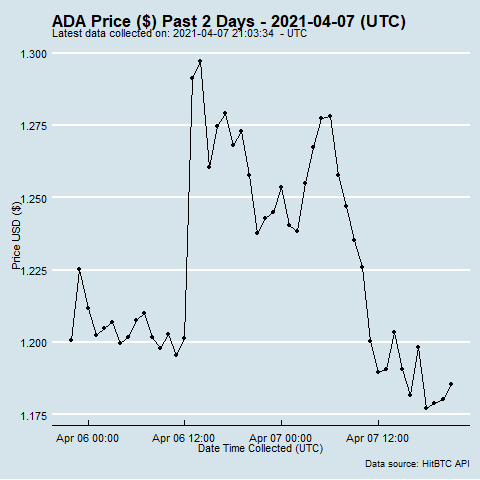 ADA Price ($) Past 2 Days - 2021-04-07 (UTC)
Latest data collected on: 2021-04-07 21:03:34 - UTC
1.300
1.275
1.250
1.225
1.200
1.175
Price USD ($)
Apr 06 00:00 Apr 06 12:00 Apr 07 00:00 Apr 07 12:00
Date Time Collected (UTC)
Data source: HitBTC API